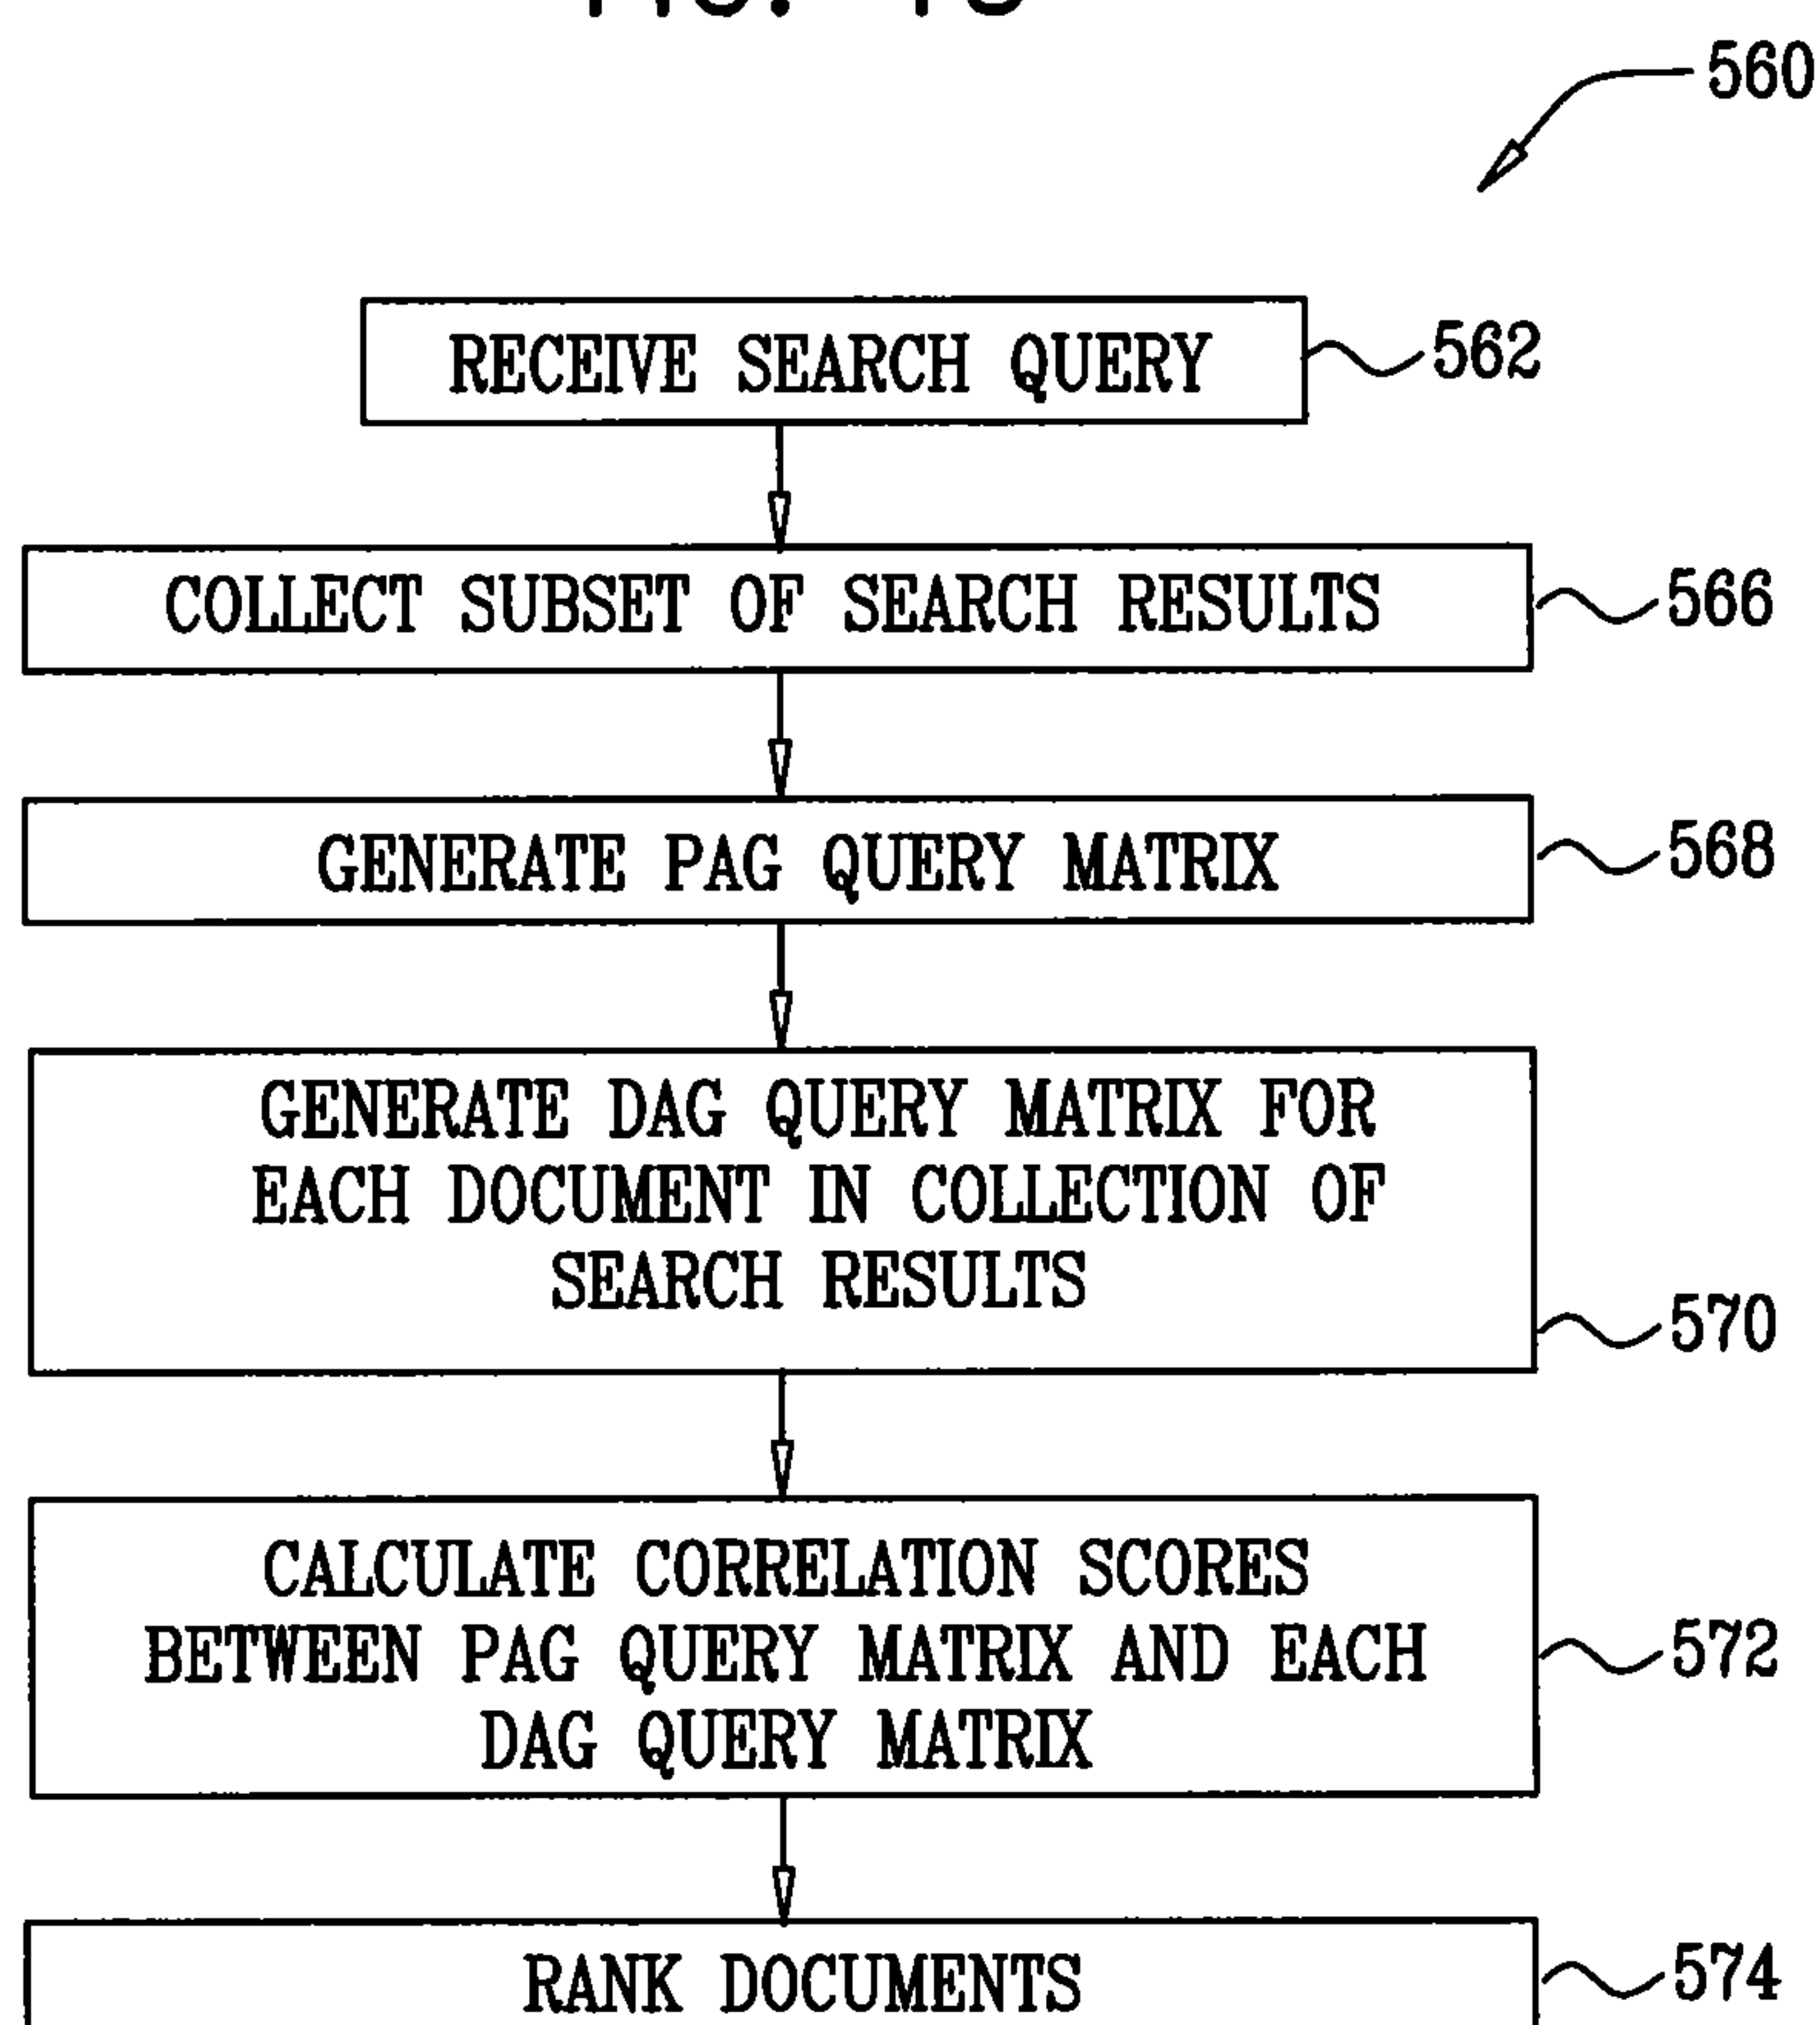 560
RECEIVE SEARCH QUERY
562
COLLECT SUBSET OF SEARCH RESULTS
566
GENERATE PAG QUERY MATRIX
568
GENERATE DAG QUERY MATRIX FOR
EACH DOCUMENT IN COLLECTION OF
SEARCH RESULTS
570
CALCULATE CORRELATION SCORES
BETWEEN PAG QUERY MATRIX AND EACH
DAG QUERY MATRIX
572
RANK DOCUMENTS
574